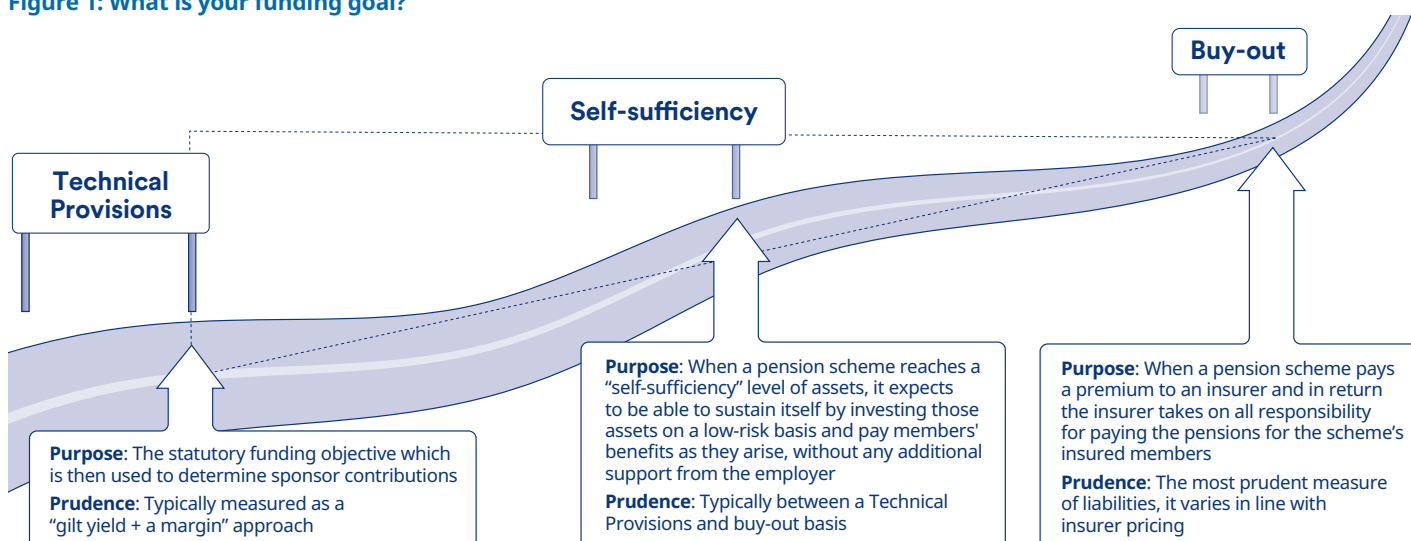 Figure 1: What is your funding goal?
Buy-out
Self-sufficiency
Technical
Provisions
Purpose: The statutory funding objective which
is then used to determine sponsor contributions
Prudence: Typically measured as a
“gilt yield + a margin” approach
Purpose: When a pension scheme reaches a
“self-sufficiency” level of assets, it expects
to be able to sustain itself by investing those
assets on a low-risk basis and pay members'
benefits as they arise, without any additional
support from the employer
Prudence: Typically between a Technical
Provisions and buy-out basis
Purpose: When a pension scheme pays
a premium to an insurer and in return
the insurer takes on all responsibility
for paying the pensions for the scheme’s
insured members
Prudence: The most prudent measure
of liabilities, it varies in line with
insurer pricing